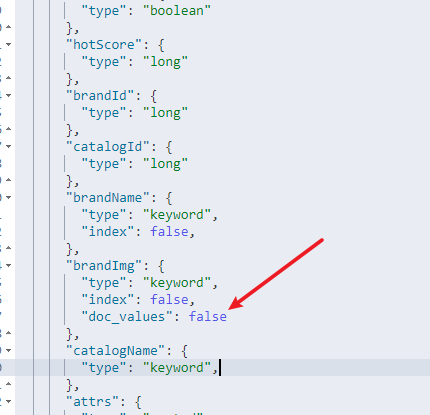 "type": "boolean"
},
"hotScore": {
"type": "long"
},
"brandId": {
"type": "long"
},
"catalogId": {
"type": "long"
},
"brandName": {
"type": "keyword",
"index": false,
},
"brandImg": {
"type": "keyword",
"index": false,
"doc_values": false
},
"catalogName": {
"type": "keyword",
},
"attrs": {